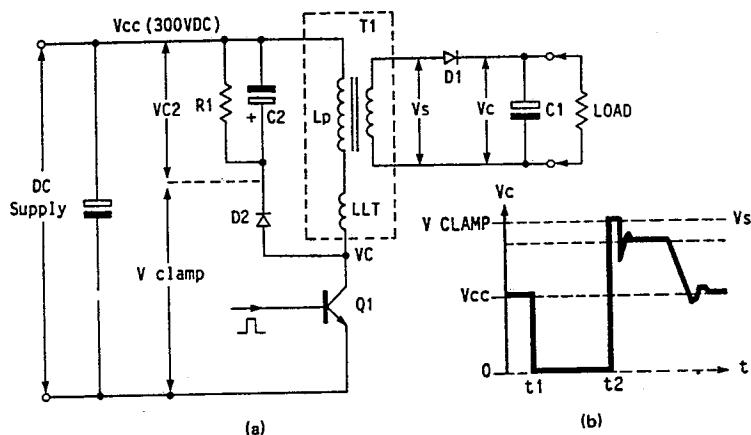 Vcc (300VDC)
T1
VC2
R1
+ C2
Lp
D1
Vs
Vc
C1
LOAD
DC
Supply
D2
LLT
VC
V clamp
Q1
(a)
Vc
V CLAMP
Vs
Vcc
0
t1
t2
t
(b)